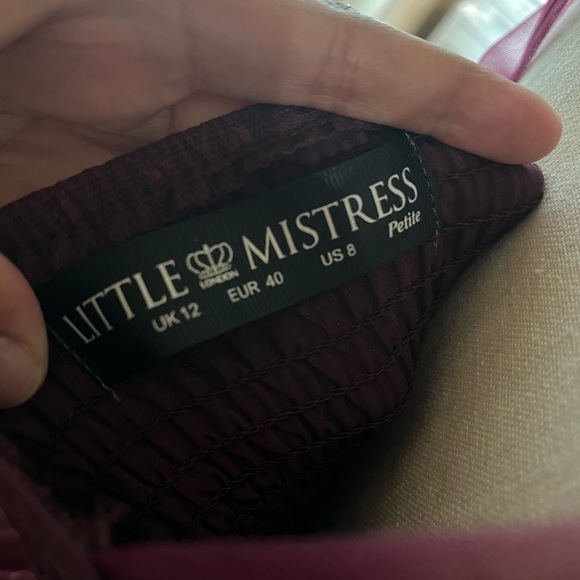 LITTLE LONDON MISTRESS
UK 12 EUR 40 US 8 Petite